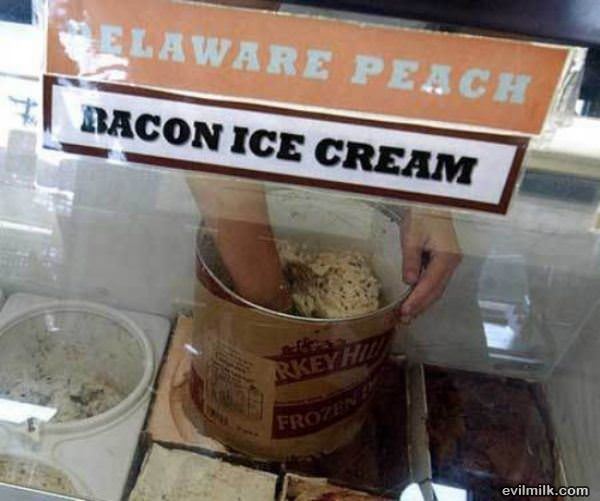 ELAWARE PEACH
BACON ICE CREAM
RKEY HILL
FROZEN
evilmilk.com